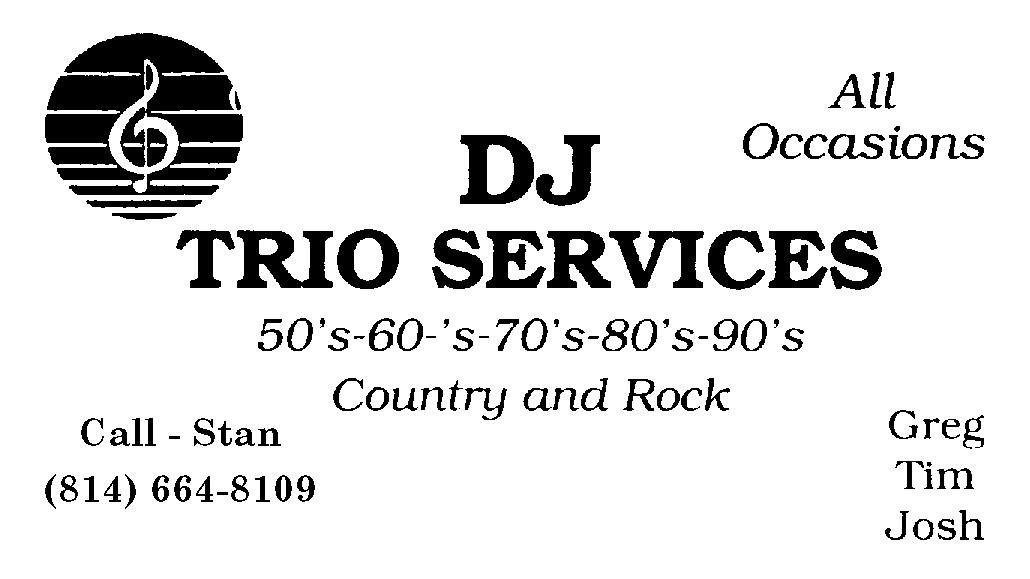 All
Occasions
DJ
TRIO SERVICES
50's-60-'s-70's-80's-90's
Country and Rock
Call - Stan
(814) 664-8109
Greg
Tim
Josh